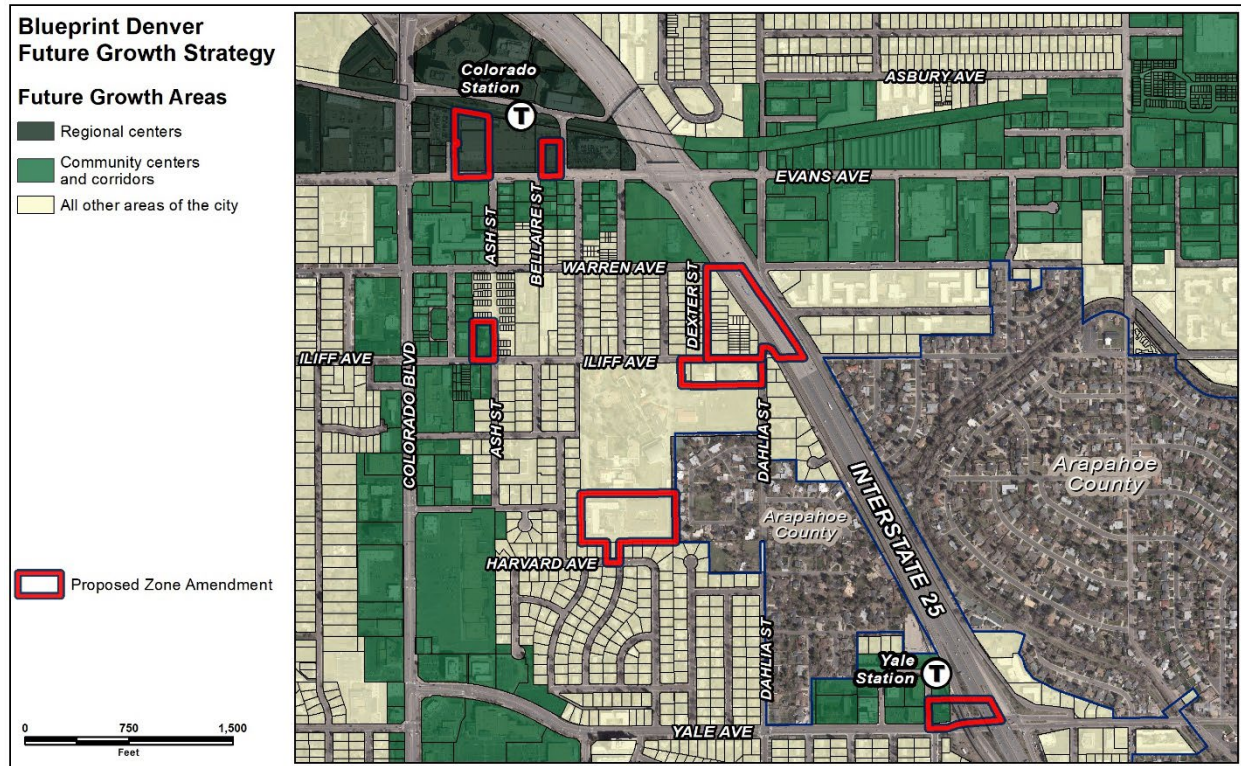 Blueprint Denver
Future Growth Strategy
Future Growth Areas
Regional centers
Community centers
and corridors
All other areas of the city
Proposed Zone Amendment
0 750 1,500
Feet
Colorado
Station
T
ASBURY AVE
EVANS AVE
ASH ST
BELLAIRE ST
WARREN AVE
DEXTER ST
ILIFF AVE
ILIFF AVE
COLORADO BLVD
ASH ST
DAHLIA ST
INTERSTATE 25
Arapahoe
County
Arapahoe
County
HARVARD AVE
DAHLIA ST
Yale
Station
T
YALE AVE